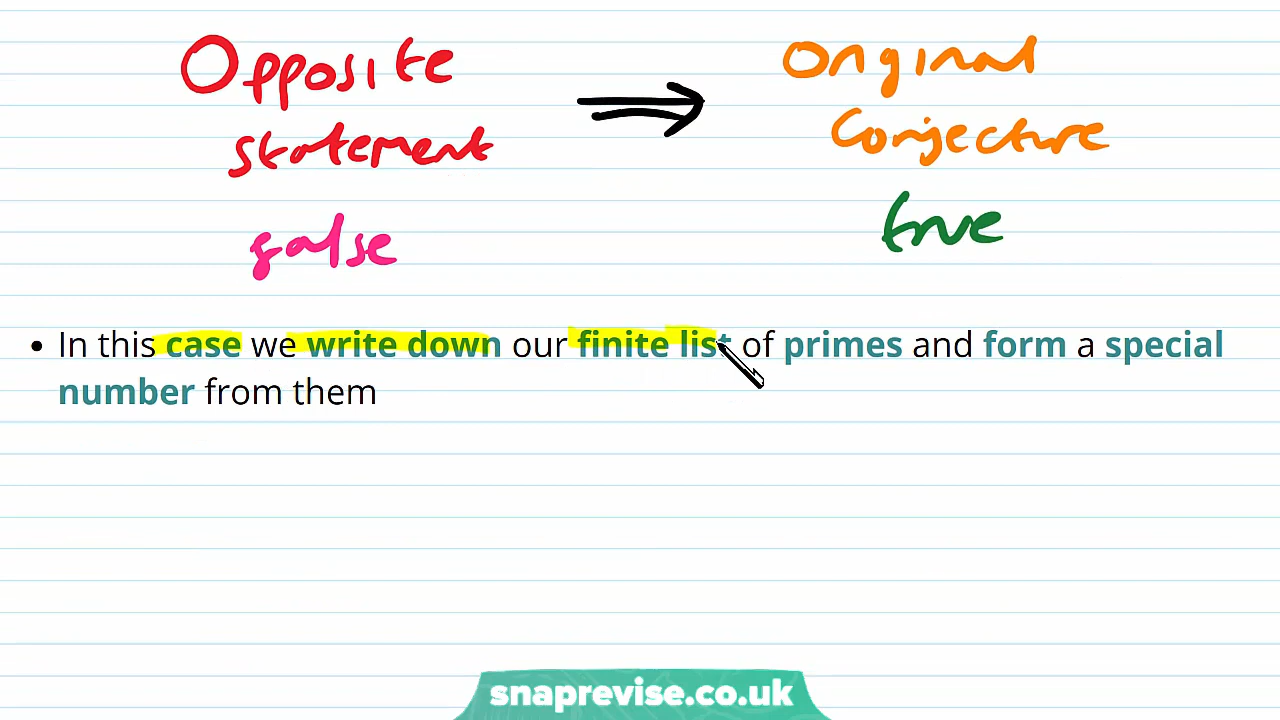 Opposite
statement
false
⇒
Original
Conjecture
true
• In this case we write down our finite list of primes and form a special
number from them
snaprevise.co.uk